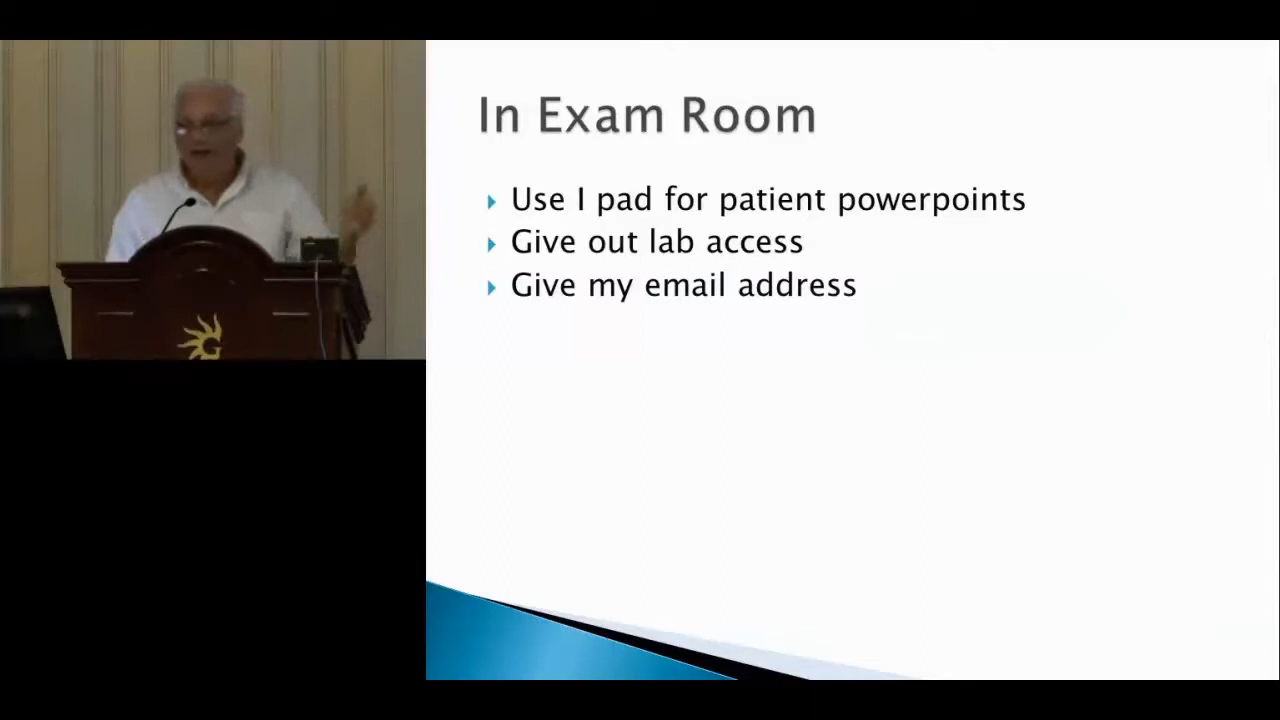 In Exam Room
Use I pad for patient powerpoints
Give out lab access
Give my email address